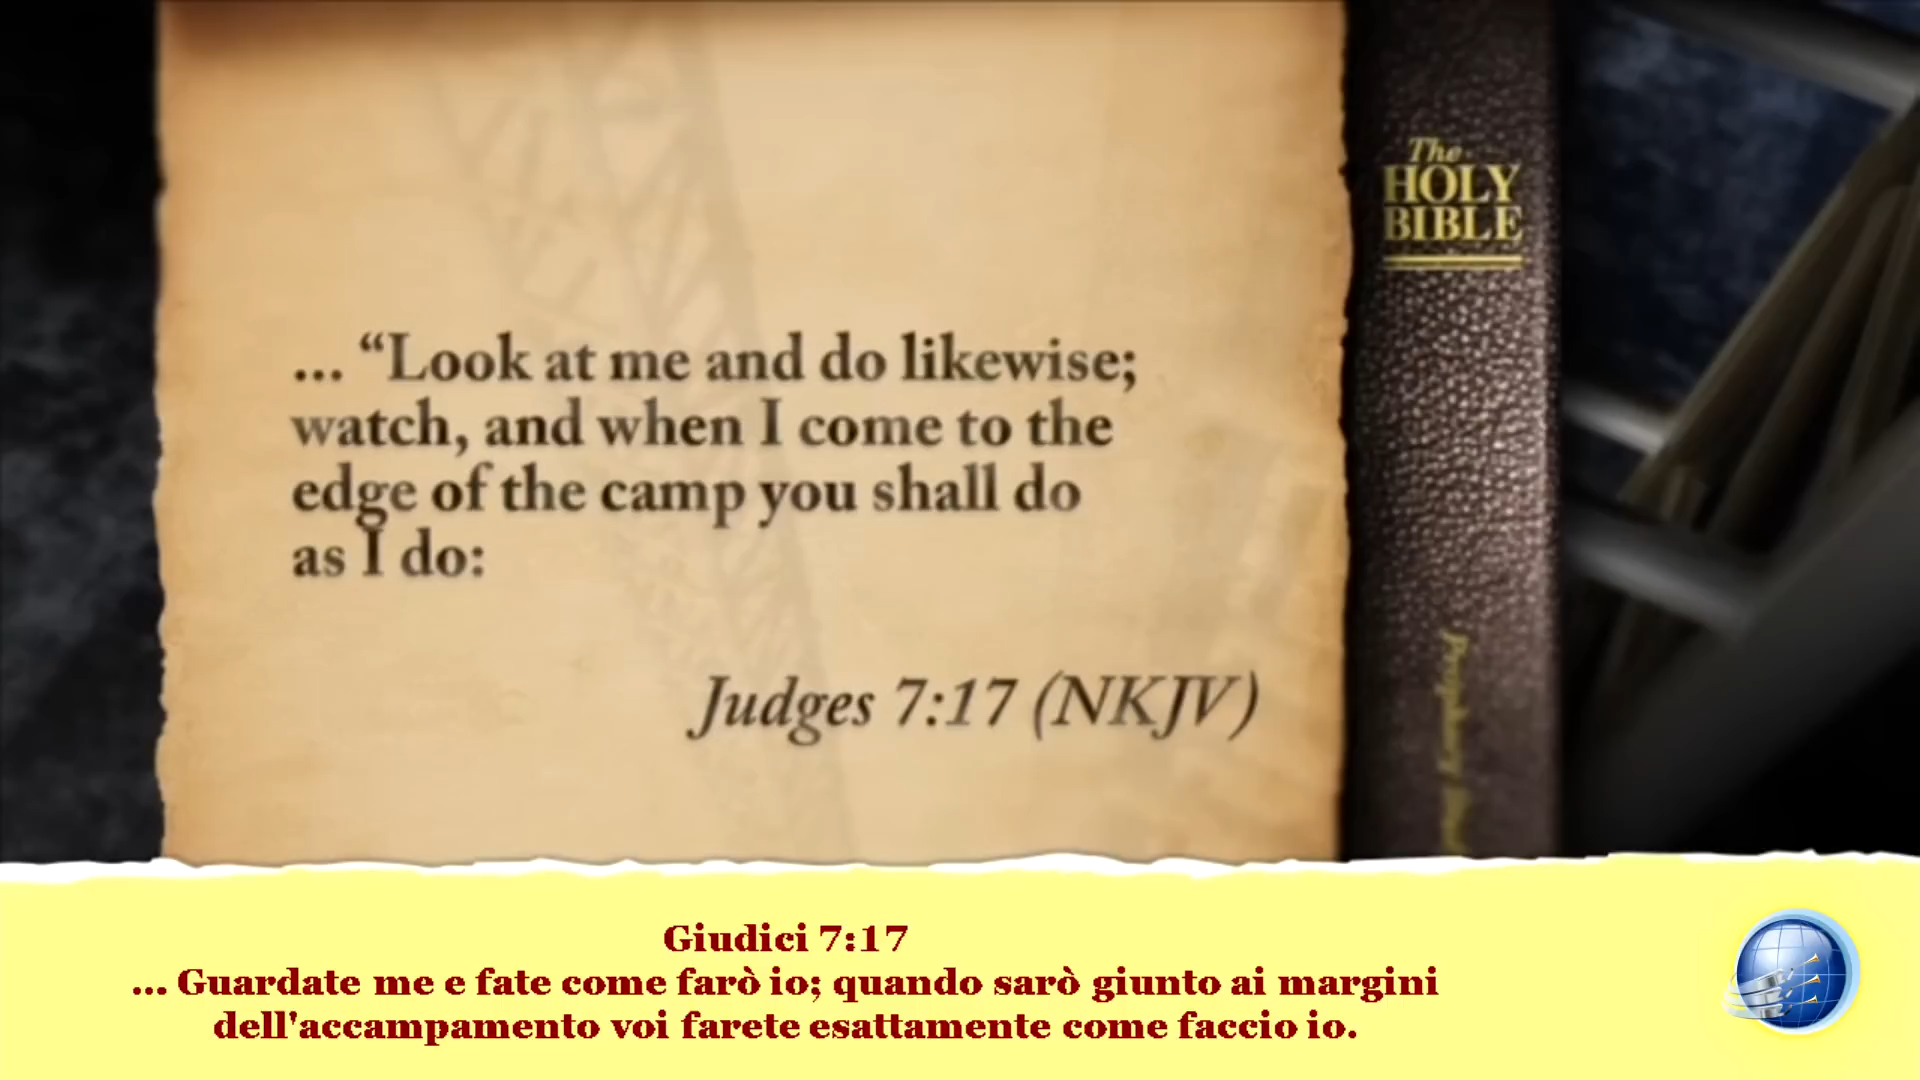 The
HOLY
BIBLE
... “Look at me and do likewise;
watch, and when I come to the
edge of the camp you shall do
as I do:
Judges 7:17 (NKJV)
Giudici 7:17
... Guardate me e fate come farò io; quando sarò giunto ai margini
dell'accampamento voi farete esattamente come faccio io.